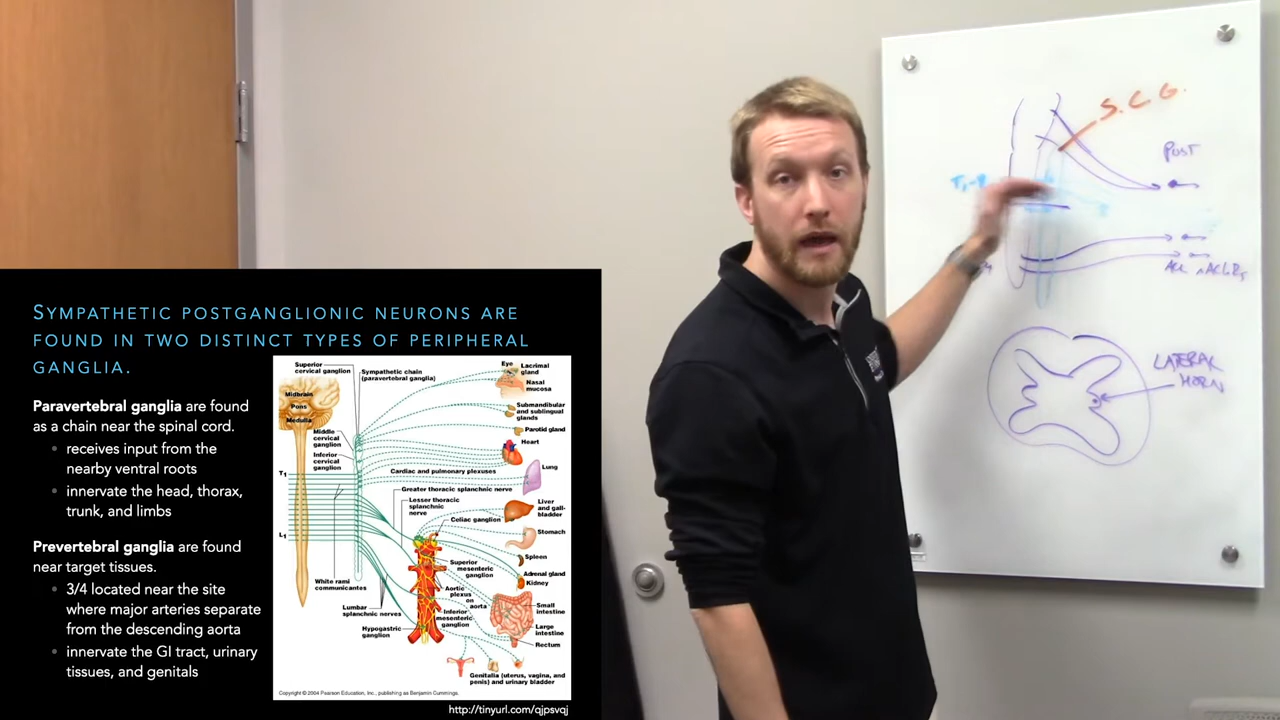 SYMPATHETIC POSTGANGLIONIC NEURONS ARE
FOUND IN TWO DISTINCT TYPES OF PERIPHERAL
GANGLIA.
Paravertebral ganglia are found
as a chain near the spinal cord.
receives input from the
nearby ventral roots
innervate the head, thorax,
trunk, and limbs
Prevertebral ganglia are found
near target tissues.
3/4 located near the site
where major arteries separate
from the descending aorta
innervate the GI tract, urinary
tissues, and genitals
Superior
cervical ganglion
Sympathetic chain
(paravertebral ganglia)
Eye
Lacrimal
gland
Nasal
mucosa
Midbrain
Pons
Medulla
Submandibular
and sublingual
glands
Parotid gland
Middle
cervical
ganglion
Heart
Inferior
cervical
ganglion
Cardiac and pulmonary plexuses
Lung
T1
Greater thoracic splanchnic nerve
Lesser thoracic
splanchnic
nerve
Celiac ganglion
Liver
and gall-
bladder
L1
Stomach
Spleen
Superior
mesenteric
ganglion
Adrenal gland
Kidney
White rami
communicantes
Aortic
plexus
on
aorta
Lumbar
splanchnic nerves
Inferior
mesenteric
ganglion
Small
intestine
Hypogastric
ganglion
Large
intestine
Rectum
Genitalia (uterus, vagina, and
penis) and urinary bladder
Copyright © 2004 Pearson Education, Inc., publishing as Benjamin Cummings.
http://tinyurl.com/qjpsvqj
S.C.G.
POST
LATERAL
HORN